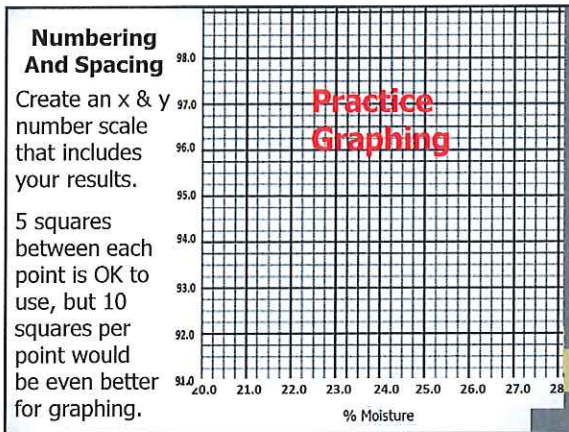 Numbering
And Spacing
Create an x & y
number scale
that includes
your results.
5 squares
between each
point is OK to
use, but 10
squares per
point would
be even better
for graphing.
Practice
Graphing
98.0
97.0
96.0
95.0
94.0
93.0
92.0
91.0
20.0 21.0 22.0 23.0 24.0 25.0 26.0 27.0 28
% Moisture